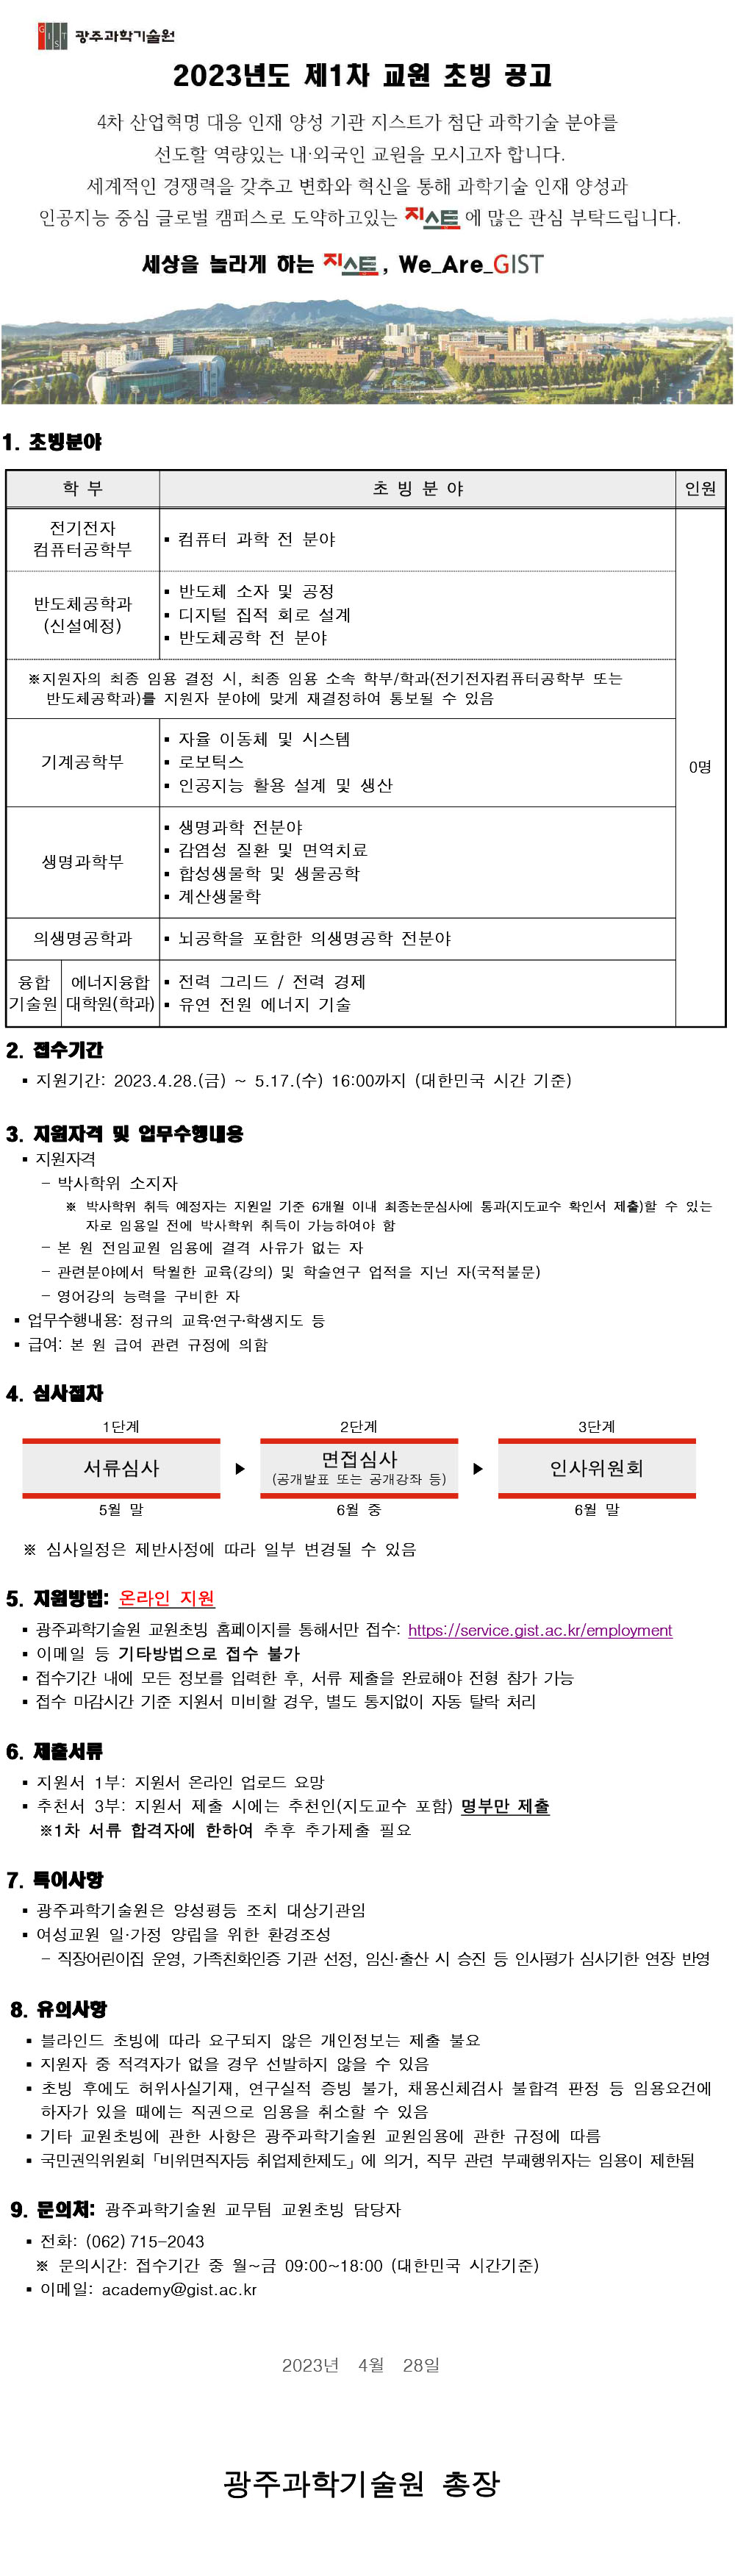 GIST 광주과학기술원
2023년도 제1차 교원 초빙 공고
4차 산업혁명 대응 인재 양성 기관 지스트가 첨단 과학기술 분야를
선도할 역량있는 내·외국인 교원을 모시고자 합니다.
세계적인 경쟁력을 갖추고 변화와 혁신을 통해 과학기술 인재 양성과
인공지능 중심 글로벌 캠퍼스로 도약하고있는 지스트에 많은 관심 부탁드립니다.
세상을 놀라게 하는 지스트, We_Are_GIST
1. 초빙분야
학 부 초 빙 분 야 인원
전기전자
컴퓨터공학부
▪ 컴퓨터 과학 전 분야
반도체공학과
(신설예정)
▪ 반도체 소자 및 공정
▪ 디지털 집적 회로 설계
▪ 반도체공학 전 분야
※지원자의 최종 임용 결정 시, 최종 임용 소속 학부/학과(전기전자컴퓨터공학부 또는
반도체공학과)를 지원자 분야에 맞게 재결정하여 통보될 수 있음
기계공학부
▪ 자율 이동체 및 시스템
▪ 로보틱스
▪ 인공지능 활용 설계 및 생산
0명
생명과학부
▪ 생명과학 전분야
▪ 감염성 질환 및 면역치료
▪ 합성생물학 및 생물공학
▪ 계산생물학
의생명공학과
▪ 뇌공학을 포함한 의생명공학 전분야
융합
기술원
에너지융합
대학원(학과)
▪ 전력 그리드 / 전력 경제
▪ 유연 전원 에너지 기술
2. 접수기간
▪ 지원기간: 2023.4.28.(금) ~ 5.17.(수) 16:00까지 (대한민국 시간 기준)
3. 지원자격 및 업무수행내용
▪ 지원자격
- 박사학위 소지자
※ 박사학위 취득 예정자는 지원일 기준 6개월 이내 최종논문심사에 통과(지도교수 확인서 제출)할 수 있는
자로 임용일 전에 박사학위 취득이 가능하여야 함
- 본 원 전임교원 임용에 결격 사유가 없는 자
- 관련분야에서 탁월한 교육(강의) 및 학술연구 업적을 지닌 자(국적불문)
- 영어강의 능력을 구비한 자
▪ 업무수행내용: 정규의 교육·연구·학생지도 등
▪ 급여: 본 원 급여 관련 규정에 의함
4. 심사절차
1단계 2단계 3단계
서류심사 ▶ 면접심사 ▶ 인사위원회
(공개발표 또는 공개강좌 등)
5월 말 6월 중 6월 말
※ 심사일정은 제반사정에 따라 일부 변경될 수 있음
5. 지원방법: 온라인 지원
▪ 광주과학기술원 교원초빙 홈페이지를 통해서만 접수: https://service.gist.ac.kr/employment
▪ 이메일 등 기타방법으로 접수 불가
▪ 접수기간 내에 모든 정보를 입력한 후, 서류 제출을 완료해야 전형 참가 가능
▪ 접수 마감시간 기준 지원서 미비할 경우, 별도 통지없이 자동 탈락 처리
6. 제출서류
▪ 지원서 1부: 지원서 온라인 업로드 요망
▪ 추천서 3부: 지원서 제출 시에는 추천인(지도교수 포함) 명부만 제출
※1차 서류 합격자에 한하여 추후 추가제출 필요
7. 특이사항
▪ 광주과학기술원은 양성평등 조치 대상기관임
▪ 여성교원 일·가정 양립을 위한 환경조성
- 직장어린이집 운영, 가족친화인증 기관 선정, 임신·출산 시 승진 등 인사평가 심사기한 연장 반영
8. 유의사항
▪ 블라인드 초빙에 따라 요구되지 않은 개인정보는 제출 불요
▪ 지원자 중 적격자가 없을 경우 선발하지 않을 수 있음
▪ 초빙 후에도 허위사실기재, 연구실적 증빙 불가, 채용신체검사 불합격 판정 등 임용요건에
하자가 있을 때에는 직권으로 임용을 취소할 수 있음
▪ 기타 교원초빙에 관한 사항은 광주과학기술원 교원임용에 관한 규정에 따름
▪ 국민권익위원회 「비위면직자등 취업제한제도」에 의거, 직무 관련 부패행위자는 임용이 제한됨
9. 문의처: 광주과학기술원 교무팀 교원초빙 담당자
▪ 전화: (062) 715-2043
※ 문의시간: 접수기간 중 월~금 09:00~18:00 (대한민국 시간기준)
▪ 이메일: academy@gist.ac.kr
2023년 4월 28일
광주과학기술원 총장